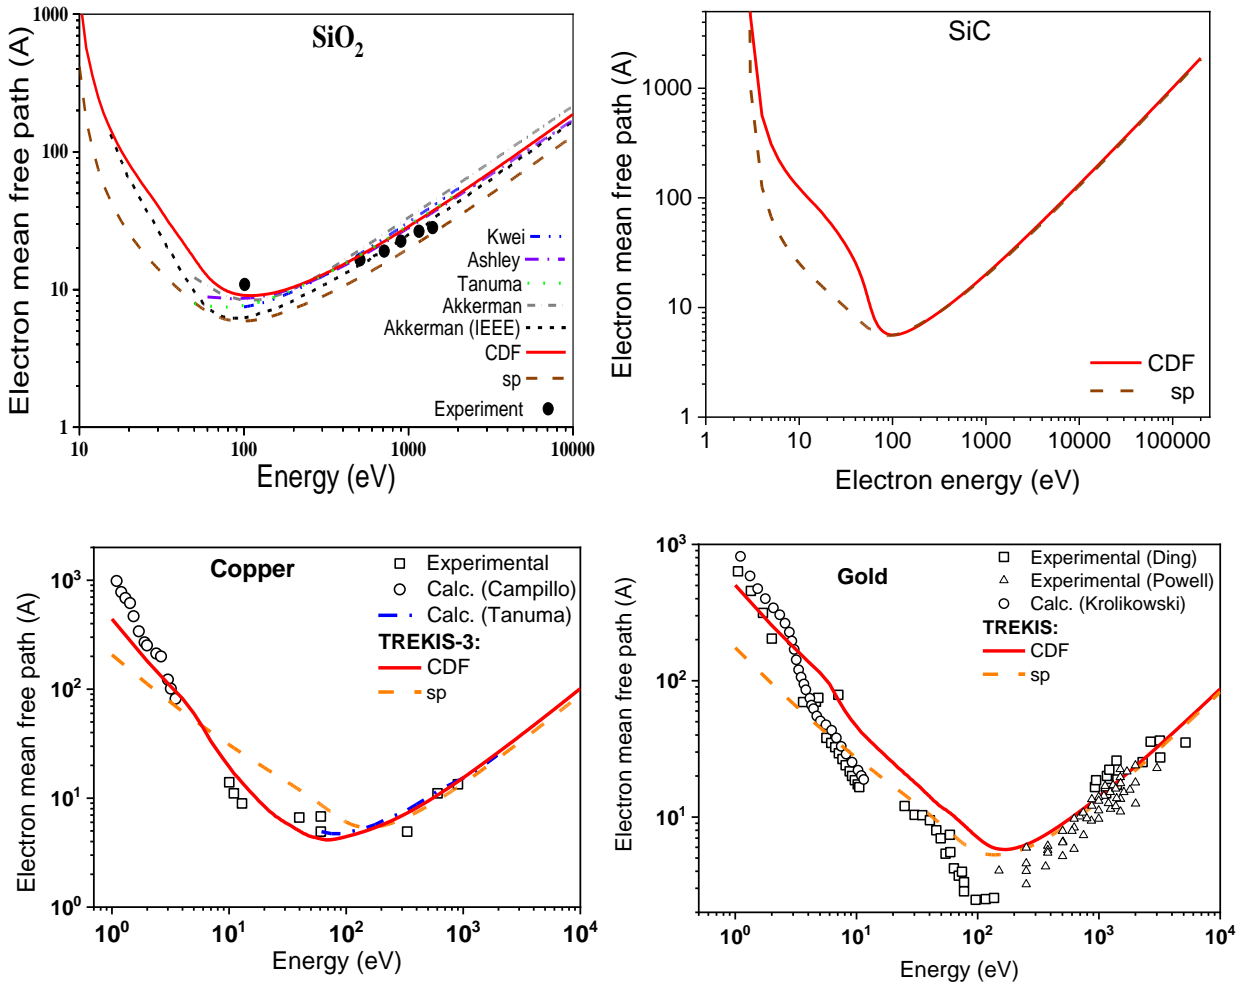 SiO2
Electron mean free path (A)
1000
100
10
1
10
100
1000
10000
Energy (eV)
Kwei
Ashley
Tanuma
Akkerman
Akkerman (IEEE)
CDF
sp
Experiment
SiC
Electron mean free path (A)
1000
100
10
1
1
10
100
1000
10000
100000
Electron energy (eV)
CDF
sp
Copper
Electron mean free path (A)
10^3
10^2
10^1
10^0
10^0
10^1
10^2
10^3
10^4
Energy (eV)
Experimental
Calc. (Campillo)
Calc. (Tanuma)
TREKIS-3:
CDF
sp
Gold
Electron mean free path (A)
10^3
10^2
10^1
10^0
10^1
10^2
10^3
10^4
Energy (eV)
Experimental (Ding)
Experimental (Powell)
Calc. (Krolikowski)
TREKIS:
CDF
sp